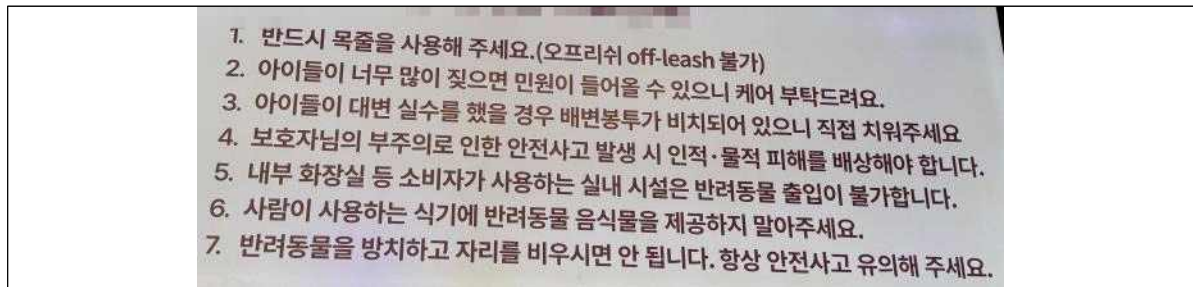 1. 반드시 목줄을 사용해 주세요.(오프리쉬 off-leash 불가)
2. 아이들이 너무 많이 짖으면 민원이 들어올 수 있으니 케어 부탁드려요.
3. 아이들이 대변 실수를 했을 경우 배변봉투가 비치되어 있으니 직접 치워주세요
4. 보호자님의 부주의로 인한 안전사고 발생 시 인적·물적 피해를 배상해야 합니다.
5. 내부 화장실 등 소비자가 사용하는 실내 시설은 반려동물 출입이 불가합니다.
6. 사람이 사용하는 식기에 반려동물 음식물을 제공하지 말아주세요.
7. 반려동물을 방치하고 자리를 비우시면 안 됩니다. 항상 안전사고 유의해 주세요.